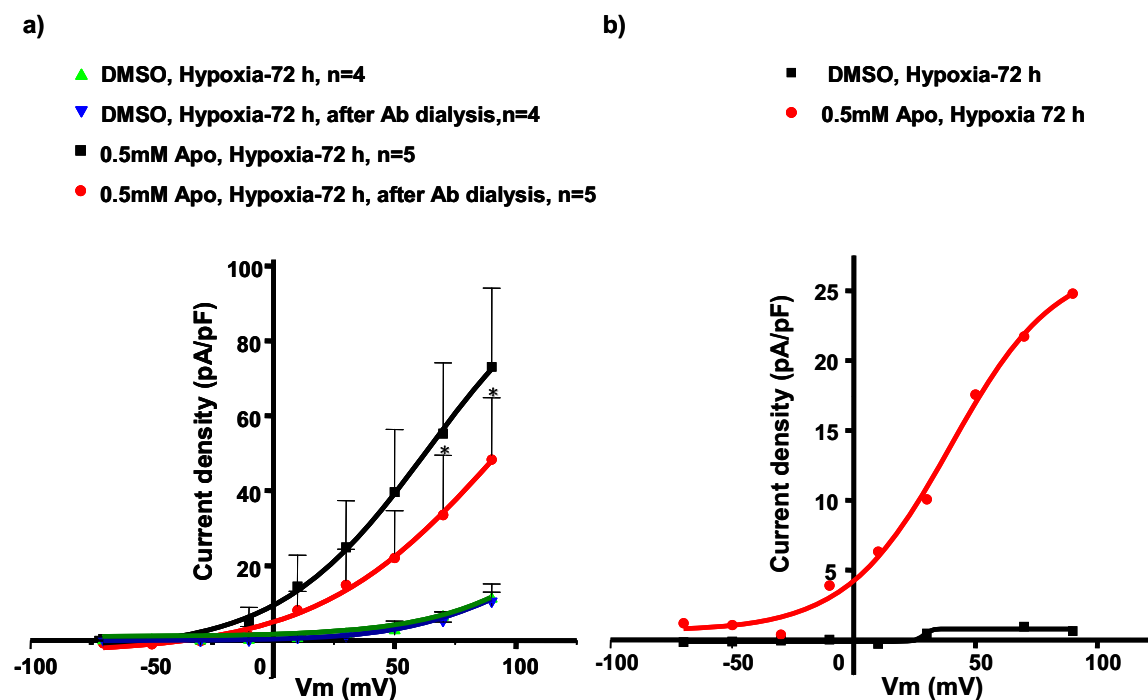 a)
DMSO, Hypoxia-72 h, n=4
DMSO, Hypoxia-72 h, after Ab dialysis,n=4
0.5mM Apo, Hypoxia-72 h, n=5
0.5mM Apo, Hypoxia-72 h, after Ab dialysis, n=5
Current density (pA/pF)
100
80
60
40
20
*
*
-100
-50
0
50
100
Vm (mV)
b)
DMSO, Hypoxia-72 h
0.5mM Apo, Hypoxia 72 h
Current density (pA/pF)
25
20
15
10
5
-100
-50
0
50
100
Vm (mV)